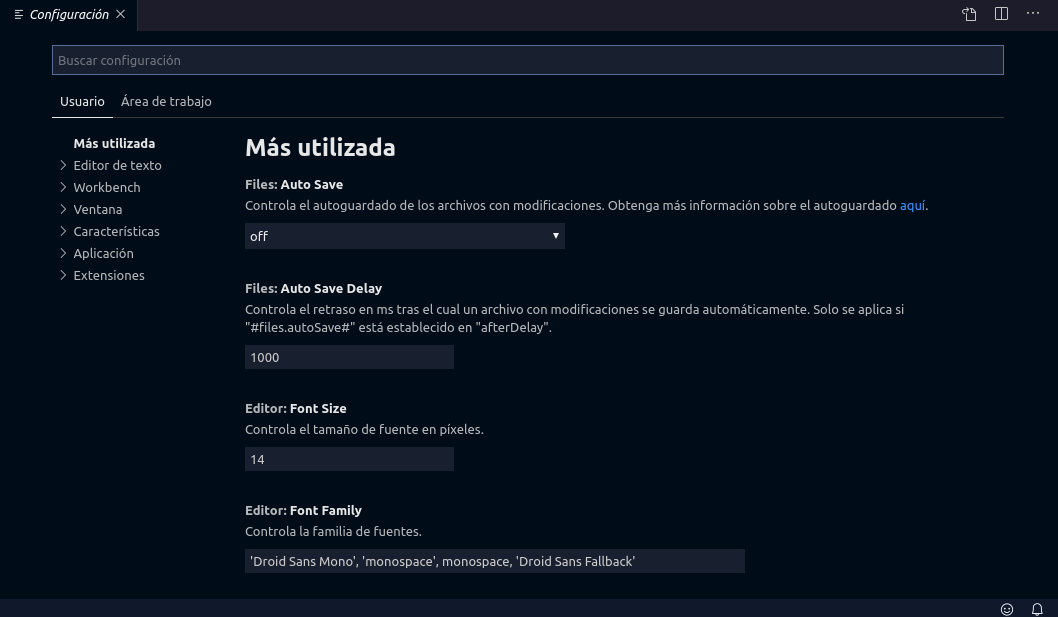 Configuración
Buscar configuración
Usuario Área de trabajo
Más utilizada
Editor de texto
Workbench
Ventana
Características
Aplicación
Extensiones
Más utilizada
Files: Auto Save
Controla el autoguardado de los archivos con modificaciones. Obtenga más información sobre el autoguardado aquí.
off
Files: Auto Save Delay
Controla el retraso en ms tras el cual un archivo con modificaciones se guarda automáticamente. Solo se aplica si
"#files.autoSave#" está establecido en "afterDelay".
1000
Editor: Font Size
Controla el tamaño de fuente en píxeles.
14
Editor: Font Family
Controla la familia de fuentes.
'Droid Sans Mono', 'monospace', monospace, 'Droid Sans Fallback'